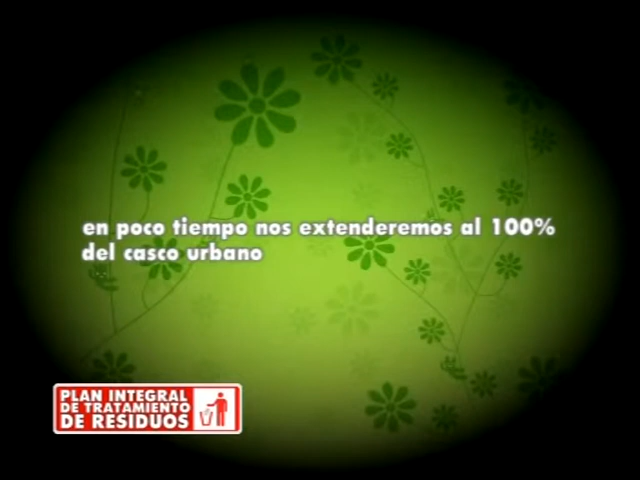 en poco tiempo nos extenderemos al 100%
del casco urbano
PLAN INTEGRAL
DE TRATAMIENTO
DE RESIDUOS